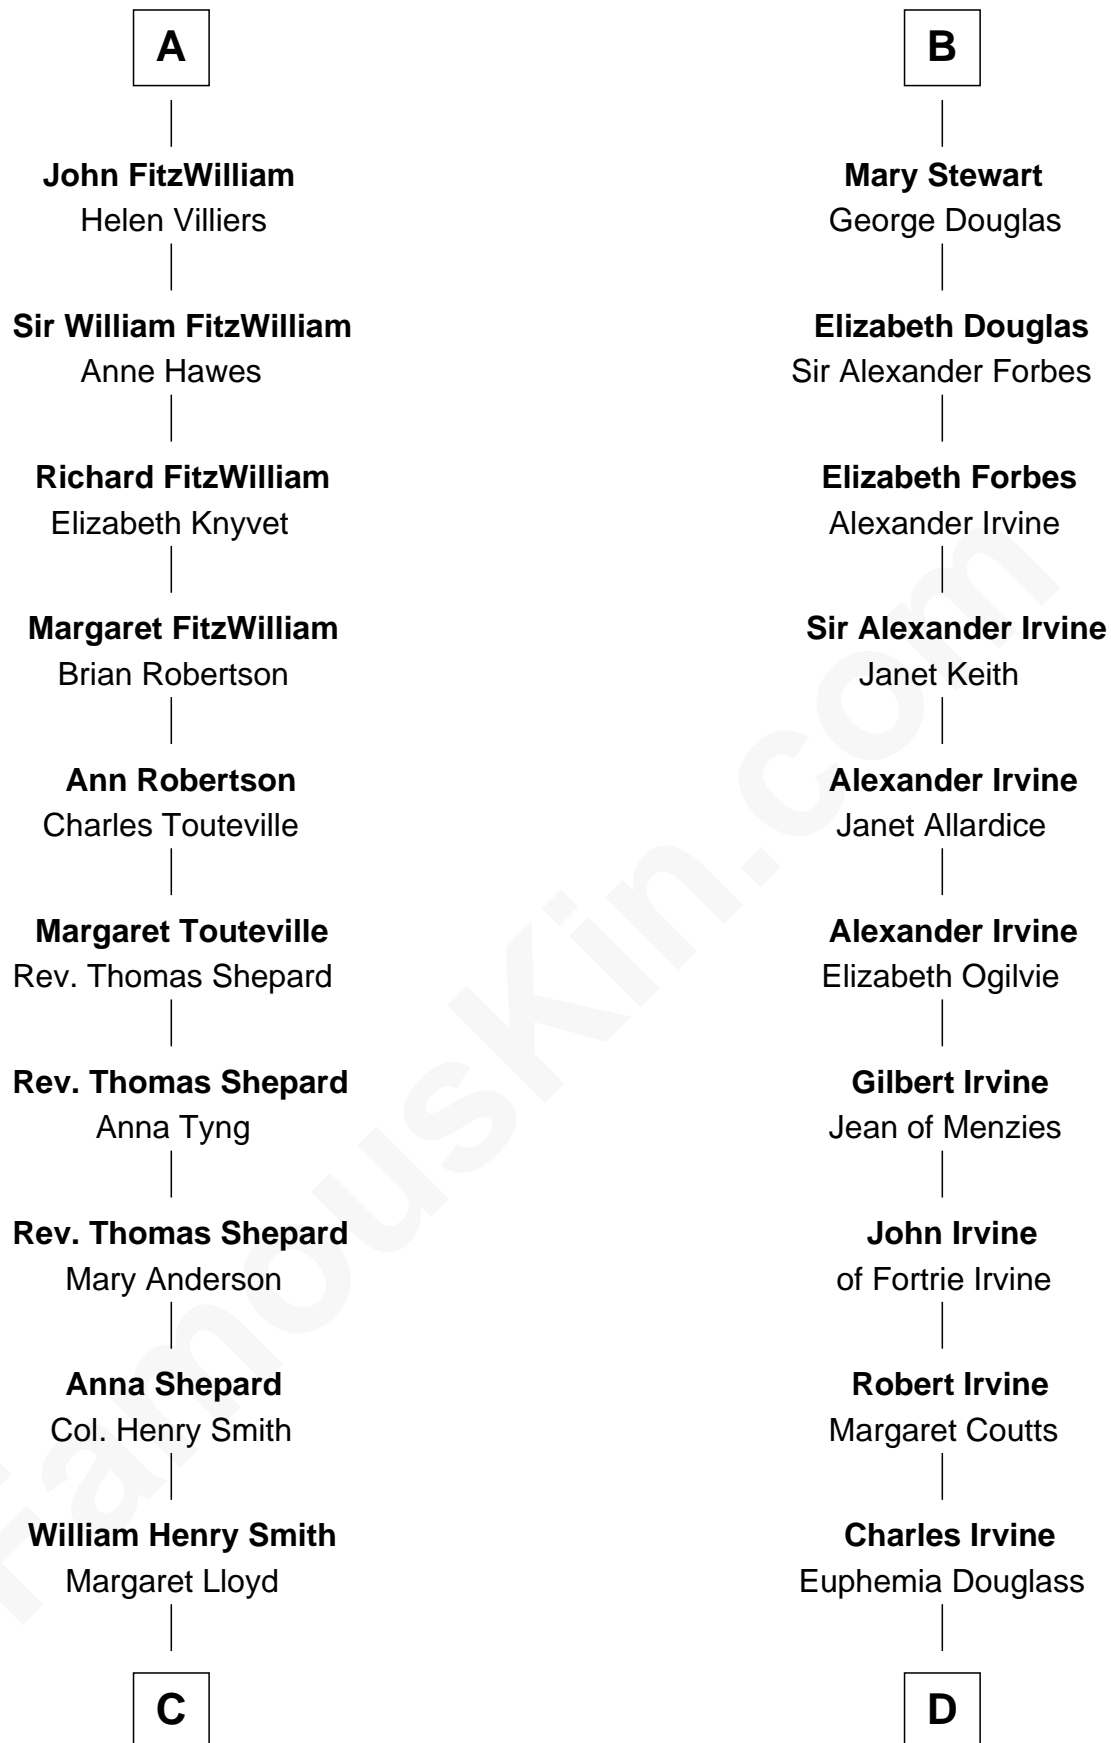 A
John FitzWilliam
Helen Villiers
Sir William FitzWilliam
Anne Hawes
Richard FitzWilliam
Elizabeth Knyvet
Margaret FitzWilliam
Brian Robertson
Ann Robertson
Charles Touteville
Margaret Touteville
Rev. Thomas Shepard
Rev. Thomas Shepard
Anna Tyng
Rev. Thomas Shepard
Mary Anderson
Anna Shepard
Col. Henry Smith
William Henry Smith
Margaret Lloyd
C
B
Mary Stewart
George Douglas
Elizabeth Douglas
Sir Alexander Forbes
Elizabeth Forbes
Alexander Irvine
Sir Alexander Irvine
Janet Keith
Alexander Irvine
Janet Allardice
Alexander Irvine
Elizabeth Ogilvie
Gilbert Irvine
Jean of Menzies
John Irvine
of Fortrie Irvine
Robert Irvine
Margaret Coutts
Charles Irvine
Euphemia Douglass
D
FamousKin.com